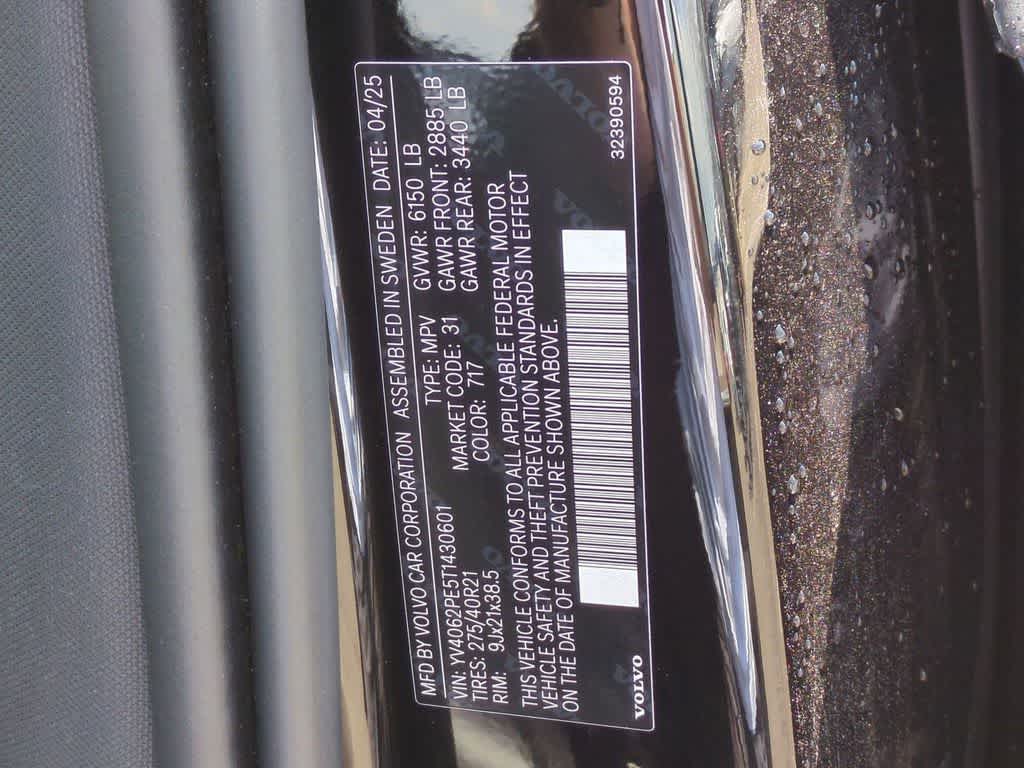 MFD BY VOLVO CAR CORPORATION ASSEMBLED IN SWEDEN DATE: 04/25
VIN: YV4062PE5T1430601 TYPE: MPV GVWR: 6150 LB
TIRES: 275/40R21 MARKET CODE: 31 GAWR FRONT: 2885 LB
RIM: 9Jx21x38.5 COLOR: 717 GAWR REAR: 3440 LB
THIS VEHICLE CONFORMS TO ALL APPLICABLE FEDERAL MOTOR
VEHICLE SAFETY AND THEFT PREVENTION STANDARDS IN EFFECT
ON THE DATE OF MANUFACTURE SHOWN ABOVE.
VOLVO 32390594